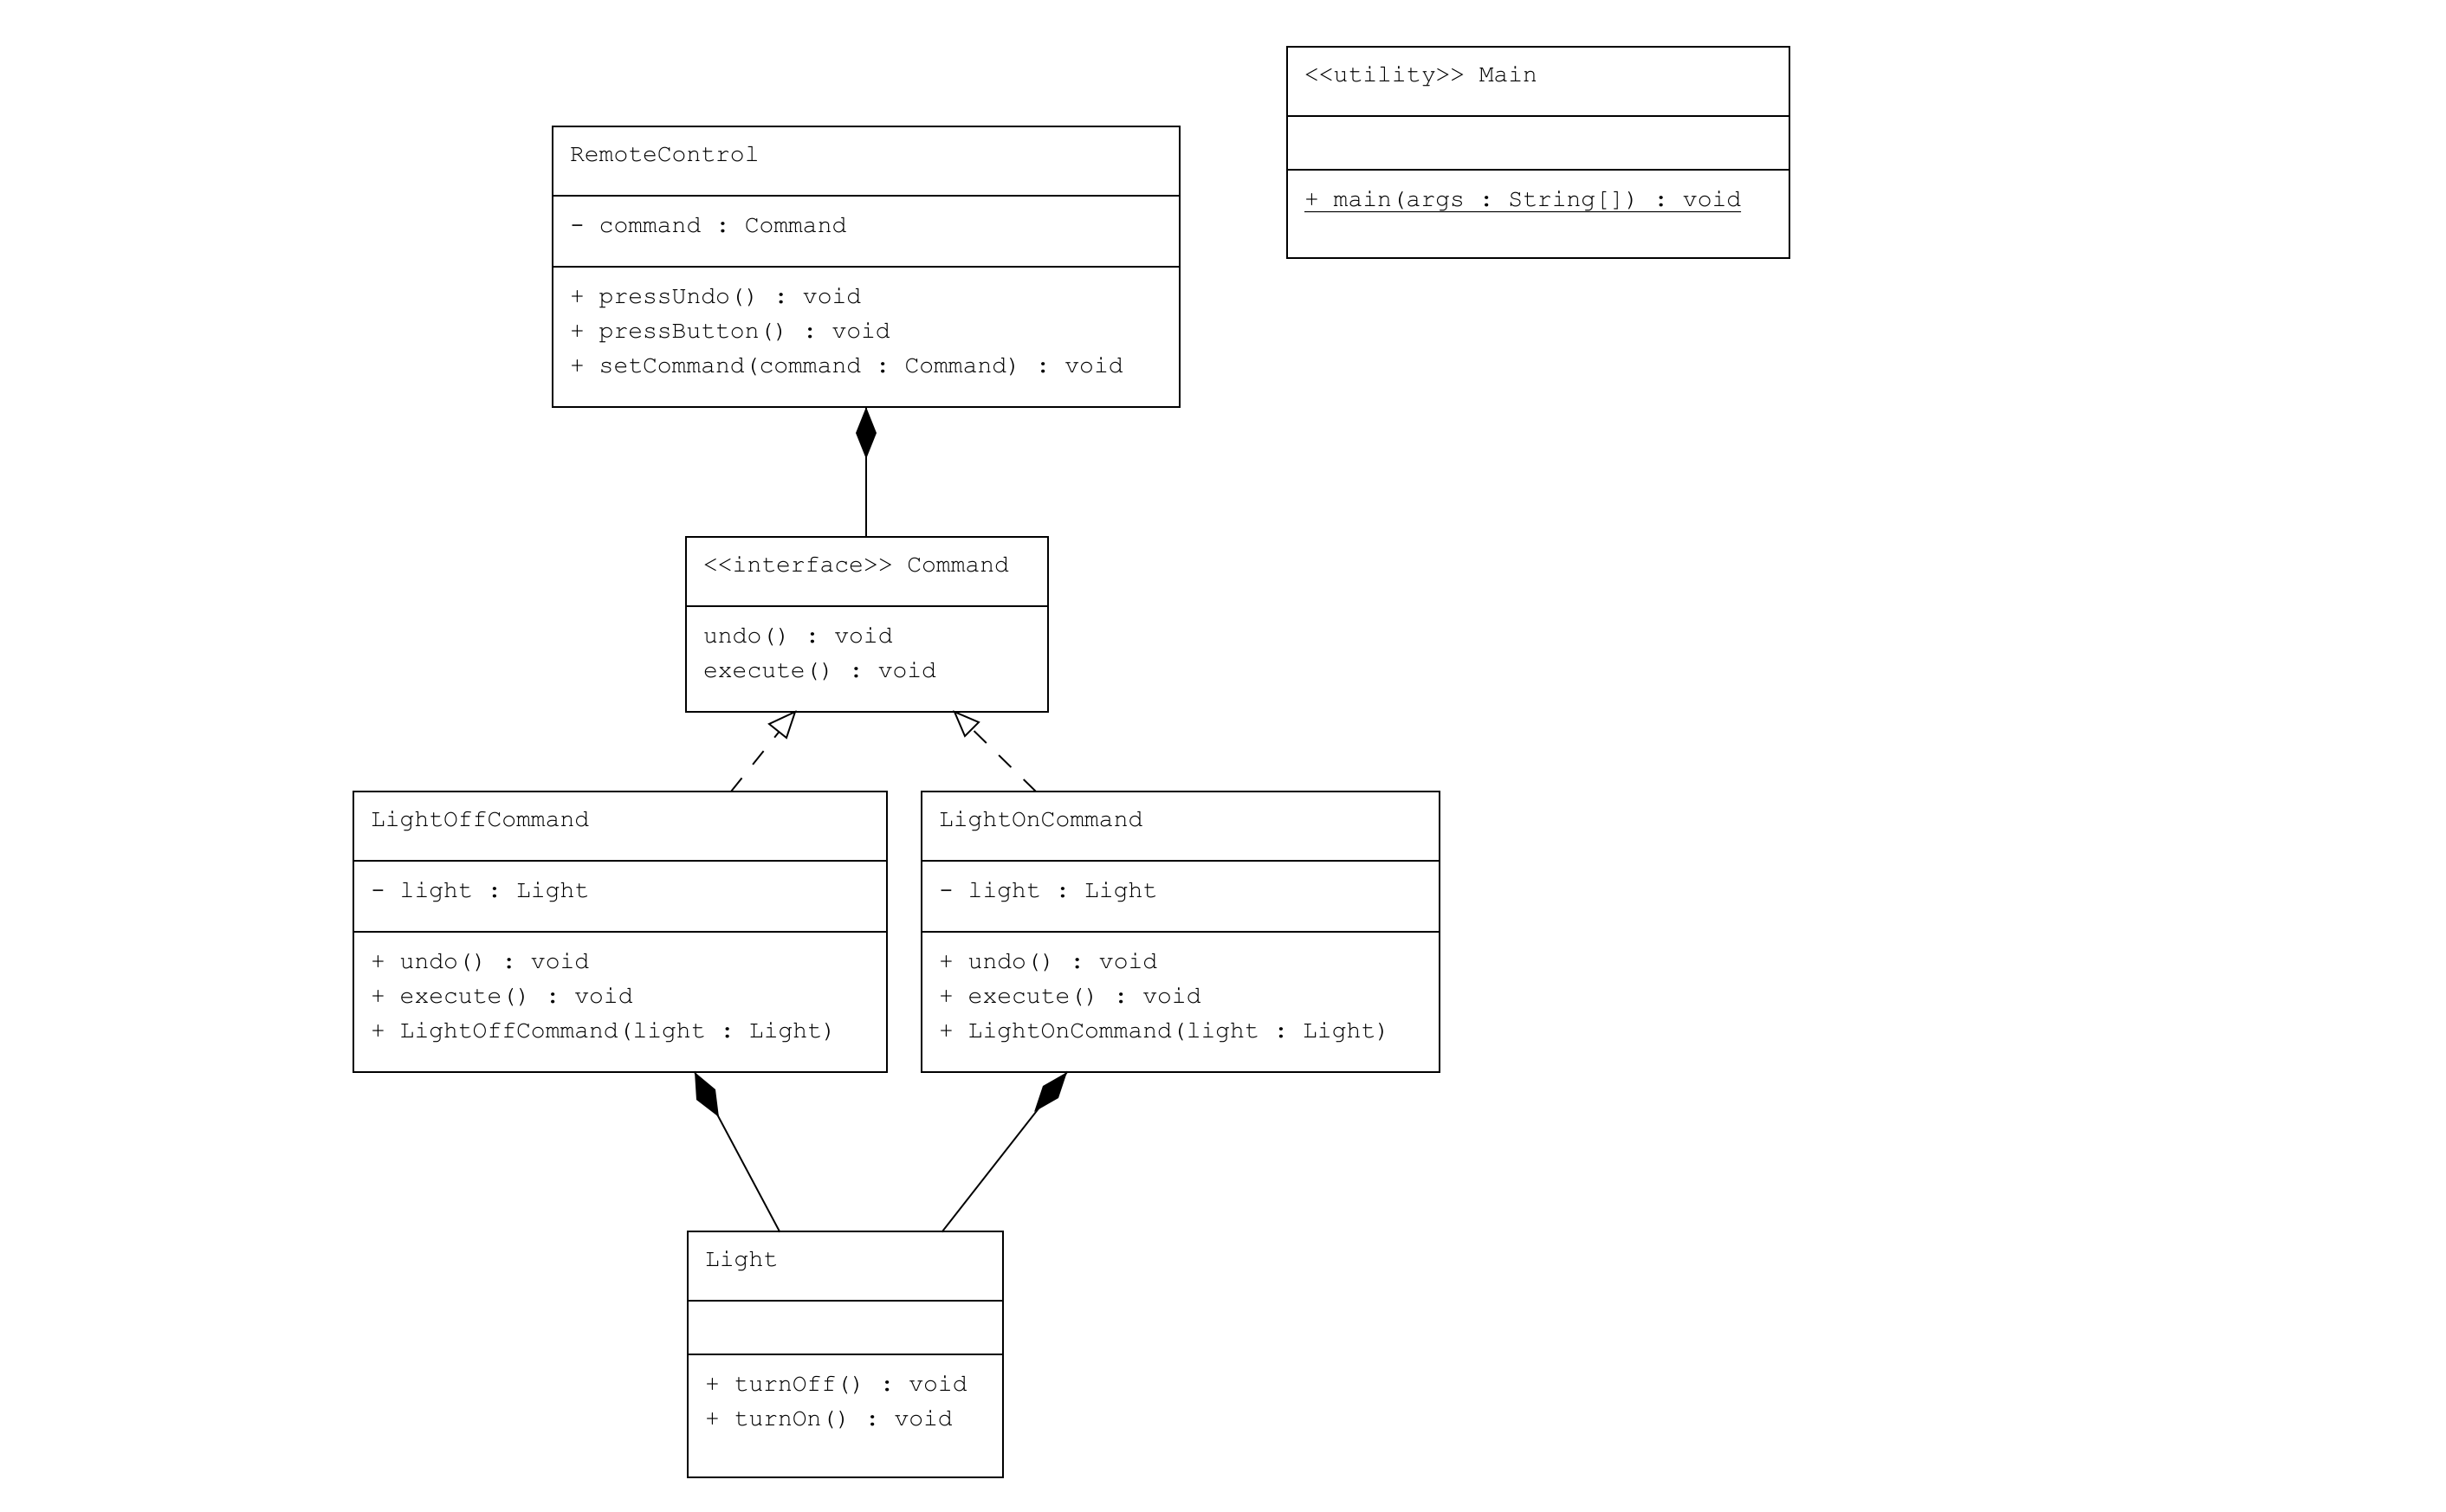 <<utility>> Main
+ main(args : String[]) : void
RemoteControl
- command : Command
+ pressUndo() : void
+ pressButton() : void
+ setCommand(command : Command) : void
<<interface>> Command
undo() : void
execute() : void
LightOffCommand
- light : Light
+ undo() : void
+ execute() : void
+ LightOffCommand(light : Light)
LightOnCommand
- light : Light
+ undo() : void
+ execute() : void
+ LightOnCommand(light : Light)
Light
+ turnOff() : void
+ turnOn() : void